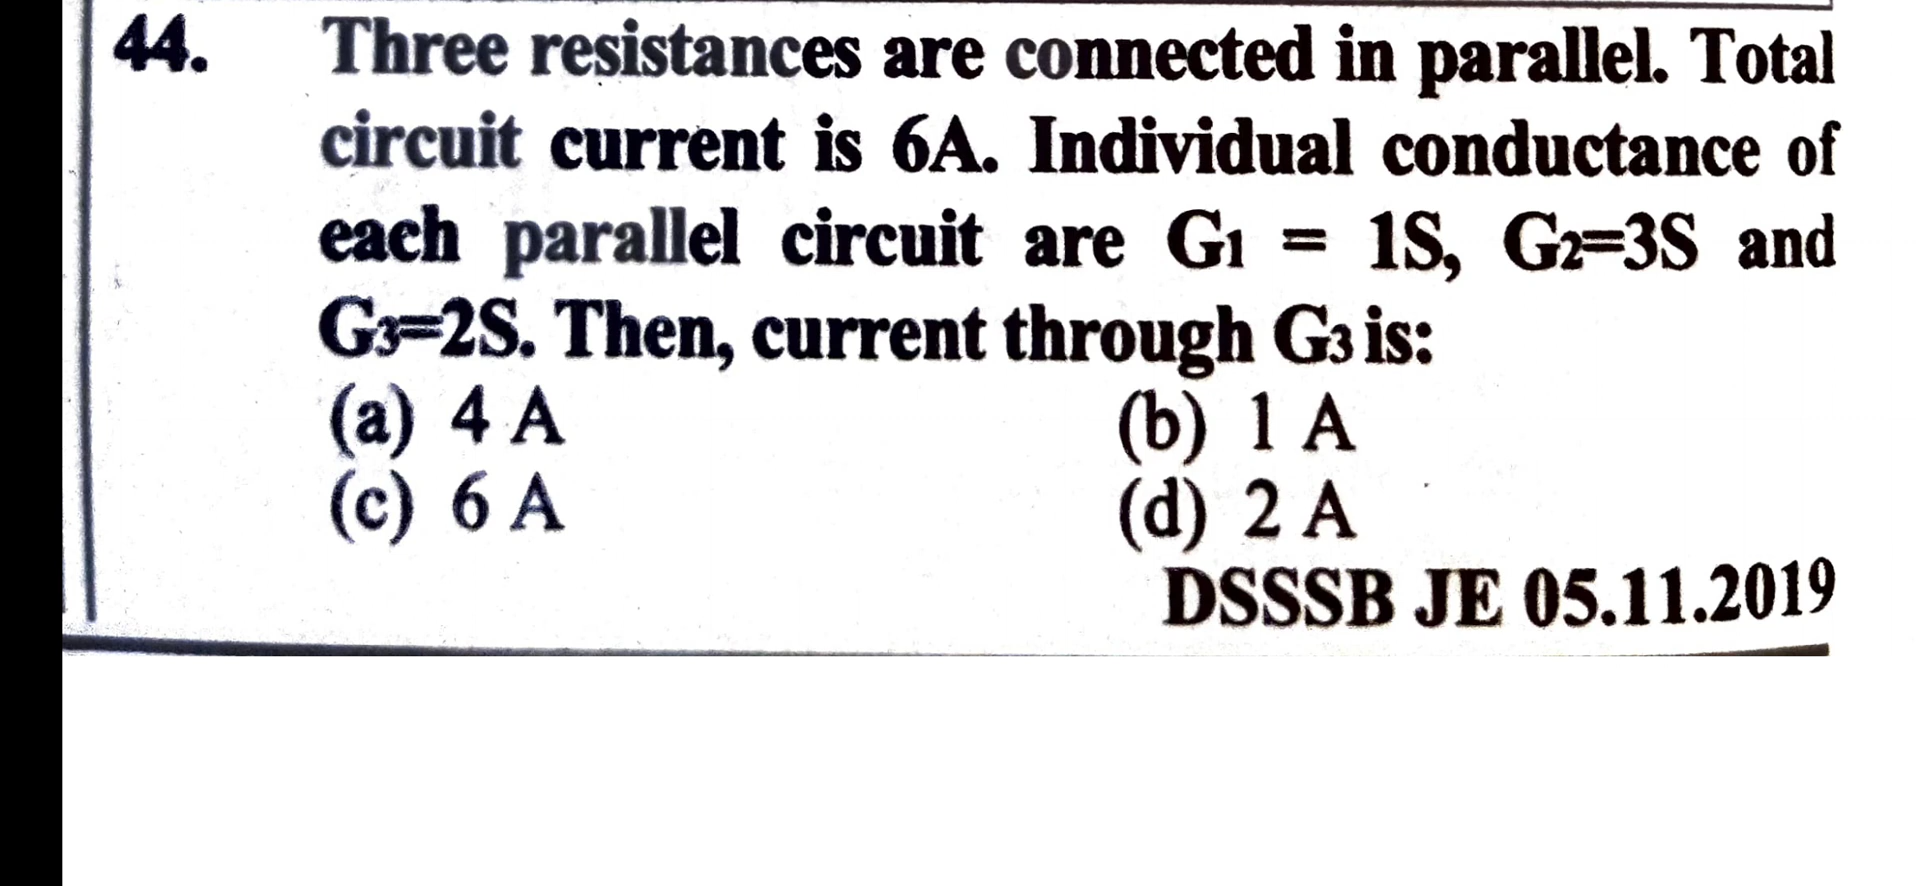 44. Three resistances are connected in parallel. Total
circuit current is 6A. Individual conductance of
each parallel circuit are G1 = 1S, G2=3S and
G3=2S. Then, current through G3 is:
(a) 4 A (b) 1 A
(c) 6 A (d) 2 A
DSSSB JE 05.11.2019